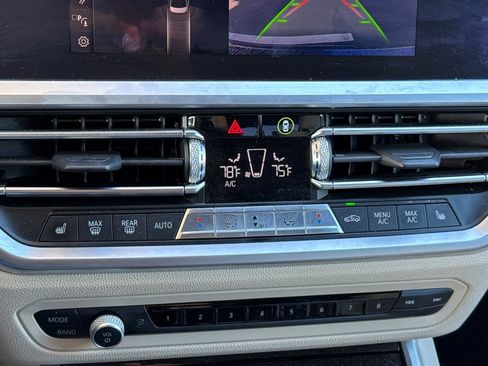 P
78°F 75°F
A/C
MAX REAR AUTO MENU A/C MAX A/C
MODE 1 2 3 4 5 6 7 8
BAND VOL